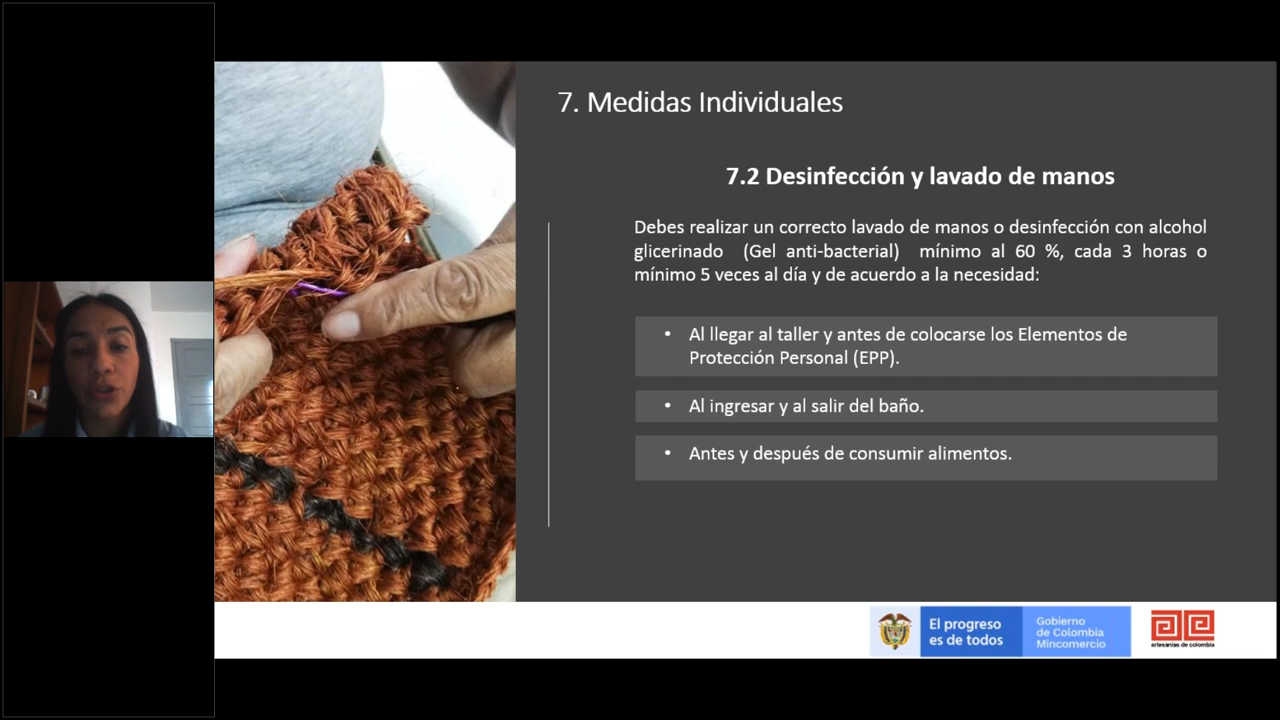 7. Medidas Individuales
7.2 Desinfección y lavado de manos
Debes realizar un correcto lavado de manos o desinfección con alcohol
glicerinado (Gel anti-bacterial) mínimo al 60 %, cada 3 horas o
mínimo 5 veces al día y de acuerdo a la necesidad:
• Al llegar al taller y antes de colocarse los Elementos de
Protección Personal (EPP).
• Al ingresar y al salir del baño.
• Antes y después de consumir alimentos.
El progreso
es de todos
Gobierno
de Colombia
Mincomercio
artesanías de colombia